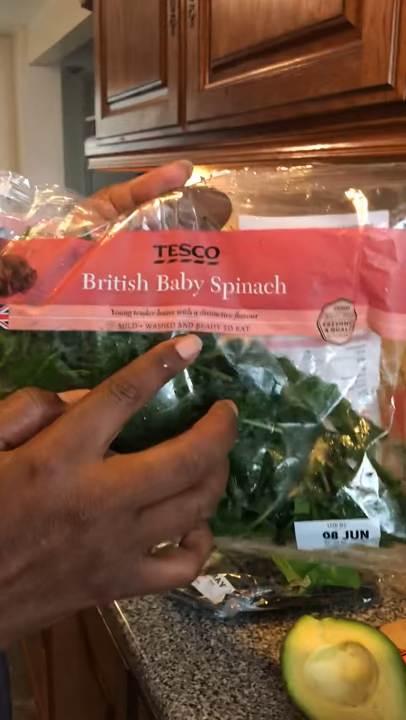 TESCO
British Baby Spinach
Young tender leaves with a distinctive flavour
MILD • WASHED AND READY TO EAT
USE BY
08 JUN